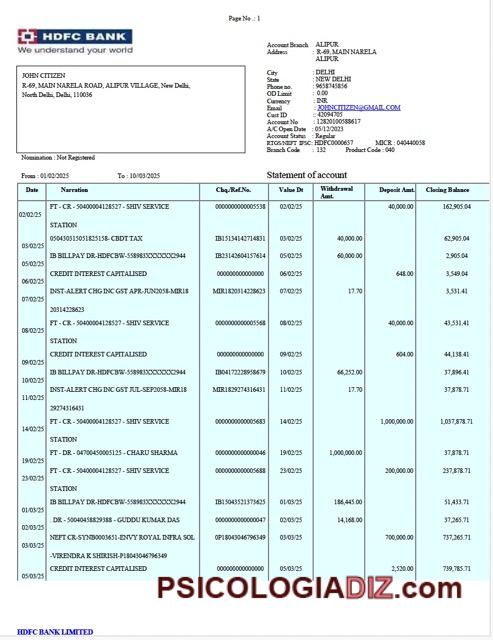 Page No .: 1
HDFC BANK
We understand your world
Account Branch : ALIPUR
Address : R-69, MAIN NARELA
ALIPUR
City : DELHI
State : NEW DELHI
Phone no. : 9658745856
OD Limit : 0.00
Currency : INR
Email : JOHNCITIZEN@GMAIL.COM
Cust ID :: 42094705
Account No : 12820100588617
A/C Open Date : 05/12/2023
Account Status : Regular
RTGS/NEFT IFSC: HDFC0000657 MICR : 040440058
Branch Code : 132 Product Code : 040
JOHN CITIZEN
R-69, MAIN NARELA ROAD, ALIPUR VILLAGE, New Delhi,
North Delhi, Delhi, 110036
Nomination : Not Registered
From : 01/02/2025 To : 10/03/2025 Statement of account
Date Narration Chq./Ref.No. Value Dt Withdrawal Amt. Deposit Amt. Closing Balance
02/02/25 FT - CR - 50400004128527 - SHIV SERVICE 0000000000005538 02/02/25 40,000.00 162,905.04
STATION
03/02/25 050450315051825158- CBDT TAX IB15134142714831 03/02/25 40,000.00 62,905.04
05/02/25 IB BILLPAY DR-HDFCBW-558983XXXXXX2944 IB23142604157614 05/02/25 60,000.00 2,905.04
06/02/25 CREDIT INTEREST CAPITALISED 000000000000 06/02/25 648.00 3,549.04
07/02/25 INST-ALERT CHG INC GST APR-JUN2058-MIR18 MIR1820314228623 07/02/25 17.70 3,531.41
20314228623
08/02/25 FT - CR - 50400004128527 - SHIV SERVICE 0000000000005568 08/02/25 40,000.00 43,531.41
STATION
09/02/25 CREDIT INTEREST CAPITALISED 000000000000 09/02/25 604.00 44,138.41
10/02/25 IB BILLPAY DR-HDFCBW-558983XXXXXX2944 IB04172228958679 10/02/25 66,252.00 37,896.41
11/02/25 INST-ALERT CHG INC GST JUL-SEP2058-MIR18 MIR1829274316431 11/02/25 17.70 37,878.71
29274316431
14/02/25 FT - CR - 50400004128527 - SHIV SERVICE 0000000000005683 14/02/25 1,000,000.00 1,037,878.71
STATION
19/02/25 FT - DR - 04700450005125 - CHARU SHARMA 0000000000000046 19/02/25 1,000,000.00 37,878.71
23/02/25 FT - CR - 50400004128527 - SHIV SERVICE 0000000000005688 23/02/25 200,000.00 237,878.71
STATION
01/03/25 IB BILLPAY DR-HDFCBW-558983XXXXXX2944 IB15043521373625 01/03/25 186,445.00 51,433.71
02/03/25 . DR - 50040458829388 - GUDDU KUMAR DAS 0000000000000047 02/03/25 14,168.00 37,265.71
03/03/25 NEFT CR-SYNB0003651-ENVY ROYAL INFRA SOL 0P18043046796349 03/03/25 700,000.00 737,265.71
-VIRENDRA K SHIRISH-P18043046796349
05/03/25 CREDIT INTEREST CAPITALISED 000000000000 05/03/25 2,520.00 739,785.71
PSICOLOGIADIZ.com
HDFC BANK LIMITED